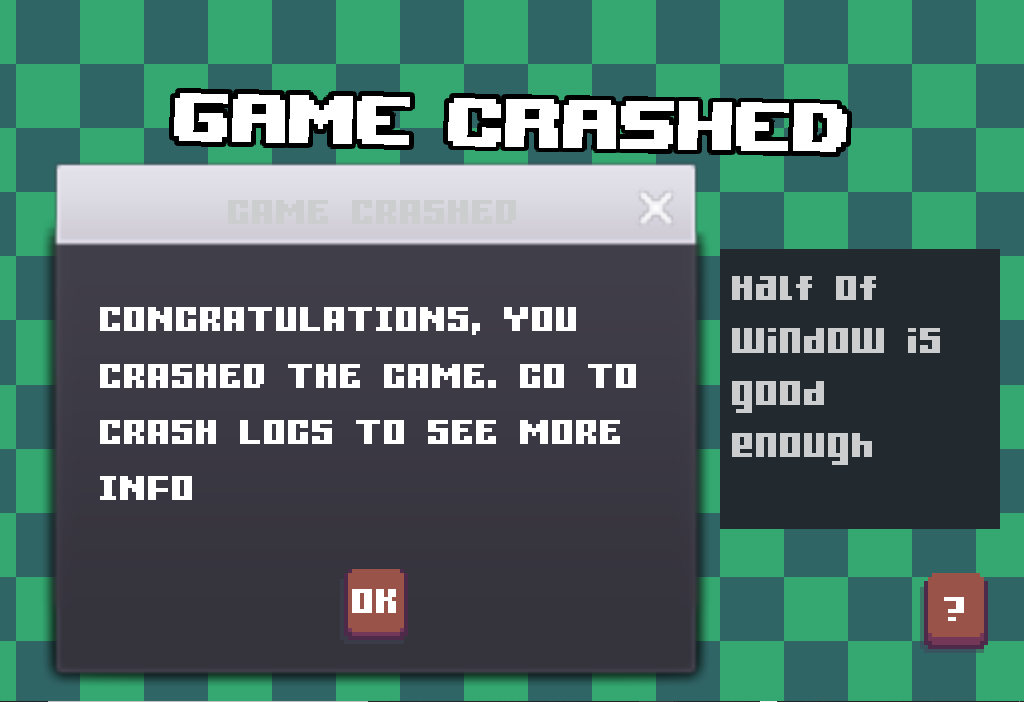 GAME CRASHED
GAME CRASHED
CONGRATULATIONS, YOU
CRASHED THE GAME. GO TO
CRASH LOGS TO SEE MORE
INFO
OK
Half Of
WindOW is
good
enough
?